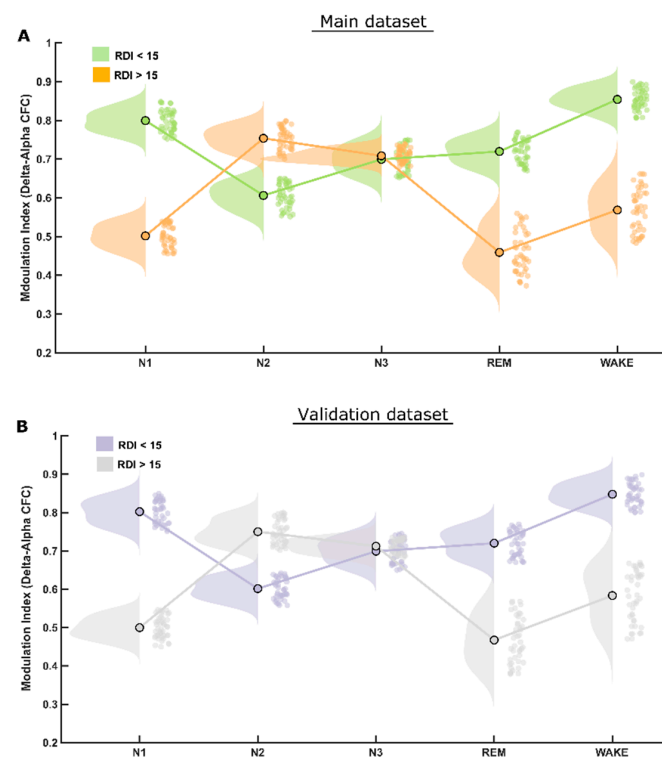 Main dataset
A
1
RDI < 15
RDI > 15
0.9
0.8
0.7
0.6
0.5
0.4
0.3
0.2
Mdoulation Index (Delta-Alpha CFC)
N1 N2 N3 REM WAKE
Validation dataset
B
1
RDI < 15
RDI > 15
0.9
0.8
0.7
0.6
0.5
0.4
0.3
0.2
Modulation Index (Delta-Alpha CFC)
N1 N2 N3 REM WAKE